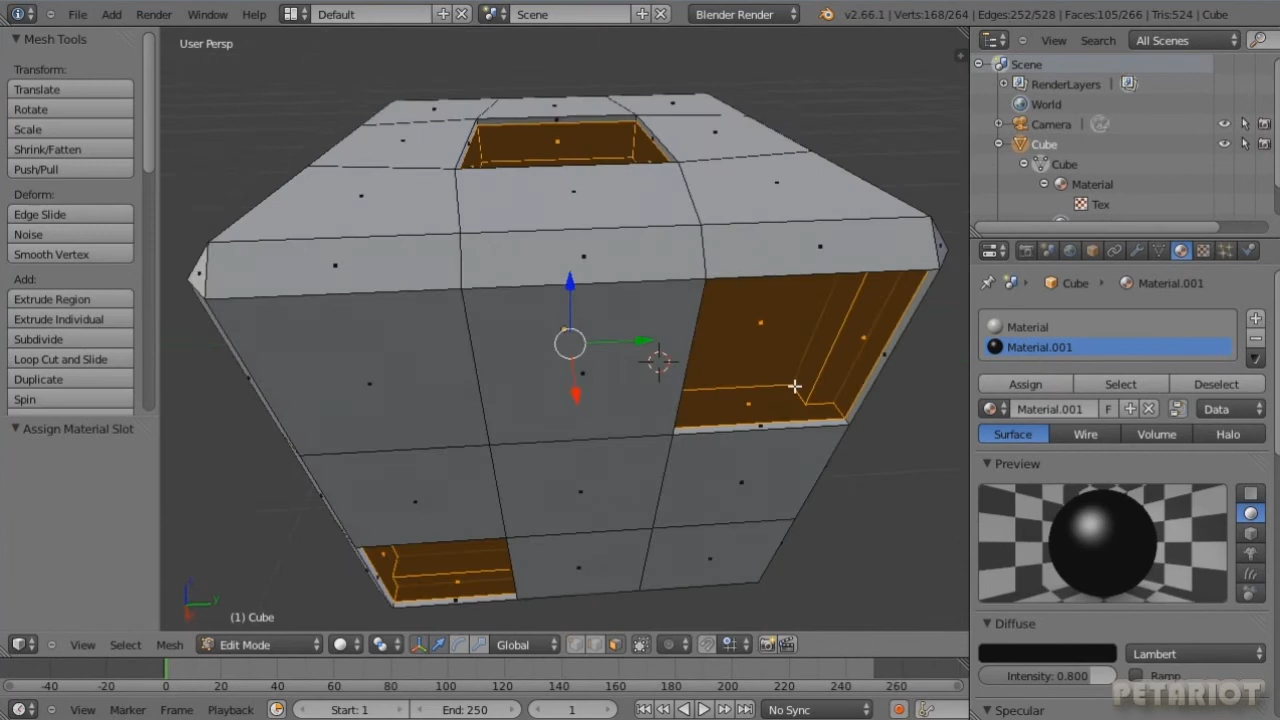 File Add Render Window Help Default Scene Blender Render v2.66.1 | Verts:168/264 | Edges:252/528 | Faces:105/266 | Tris:524 | Cube
Mesh Tools
Transform:
Translate
Rotate
Scale
Shrink/Fatten
Push/Pull
Deform:
Edge Slide
Noise
Smooth Vertex
Add:
Extrude Region
Extrude Individual
Subdivide
Loop Cut and Slide
Duplicate
Spin
Assign Material Slot
User Persp
z
y
(1) Cube
View Select Mesh Edit Mode Global
-40 -20 0 20 40 60 80 100 120 140 160 180 200 220 240 260
View Marker Frame Playback Start: 1 End: 250 1 No Sync
View Search All Scenes
Scene
RenderLayers |
World
Camera |
Cube
Cube
Material
Tex
Cube Material.001
Material
Material.001
Assign Select Deselect
Material.001 F Data
Surface Wire Volume Halo
Preview
Diffuse
Lambert
Intensity: 0.800 Ramp
Specular
PETARIOT